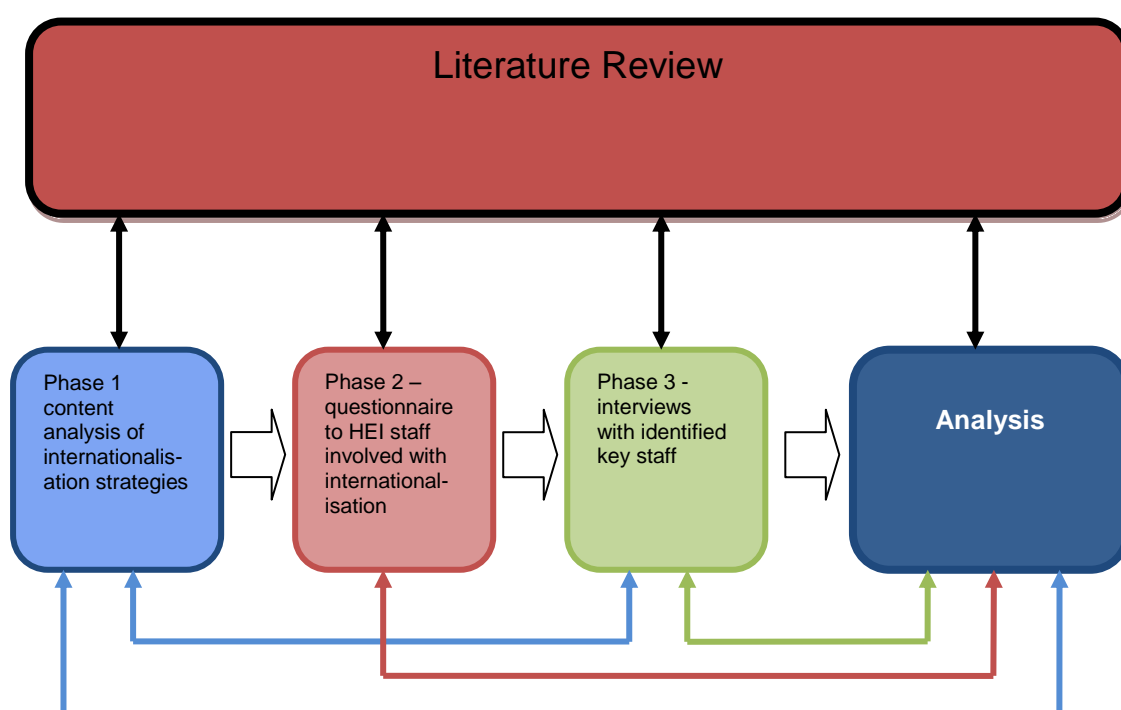 Literature Review
Phase 1
content
analysis of
internationalis-
ation strategies
Phase 2 –
questionnaire
to HEI staff
involved with
international-
isation
Phase 3 -
interviews
with identified
key staff
Analysis